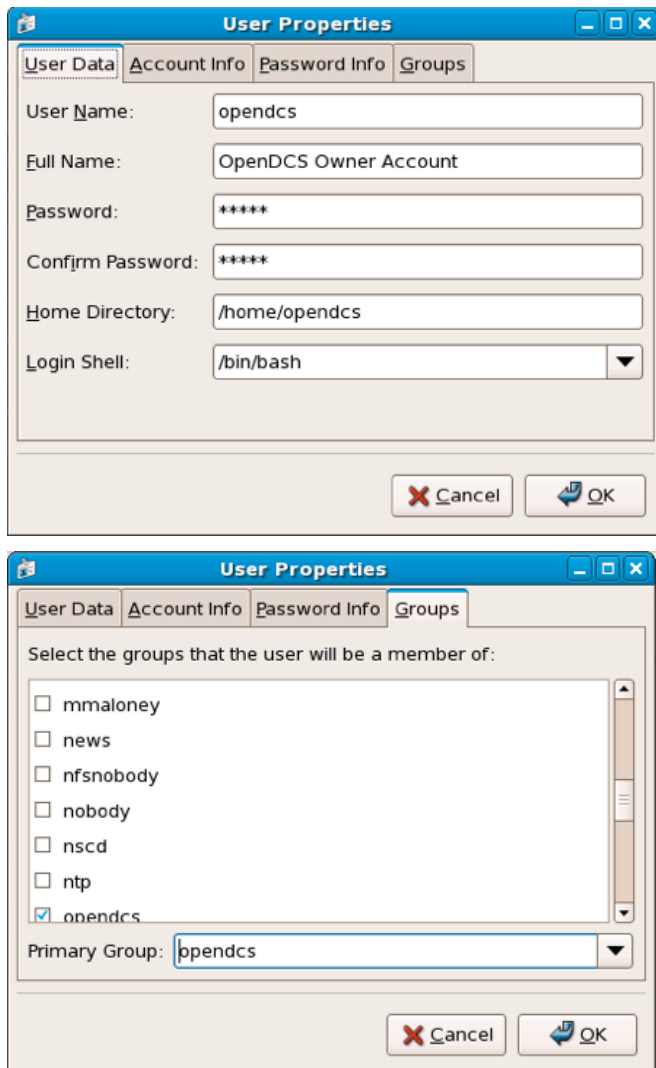 User Properties
User Data Account Info Password Info Groups
User Name: opendcs
Full Name: OpenDCS Owner Account
Password: *****
Confirm Password: *****
Home Directory: /home/opendcs
Login Shell: /bin/bash
Cancel OK
User Properties
User Data Account Info Password Info Groups
Select the groups that the user will be a member of:
mmaloney
news
nfsnobody
nobody
nscd
ntp
opendcs
Primary Group: opendcs
Cancel OK